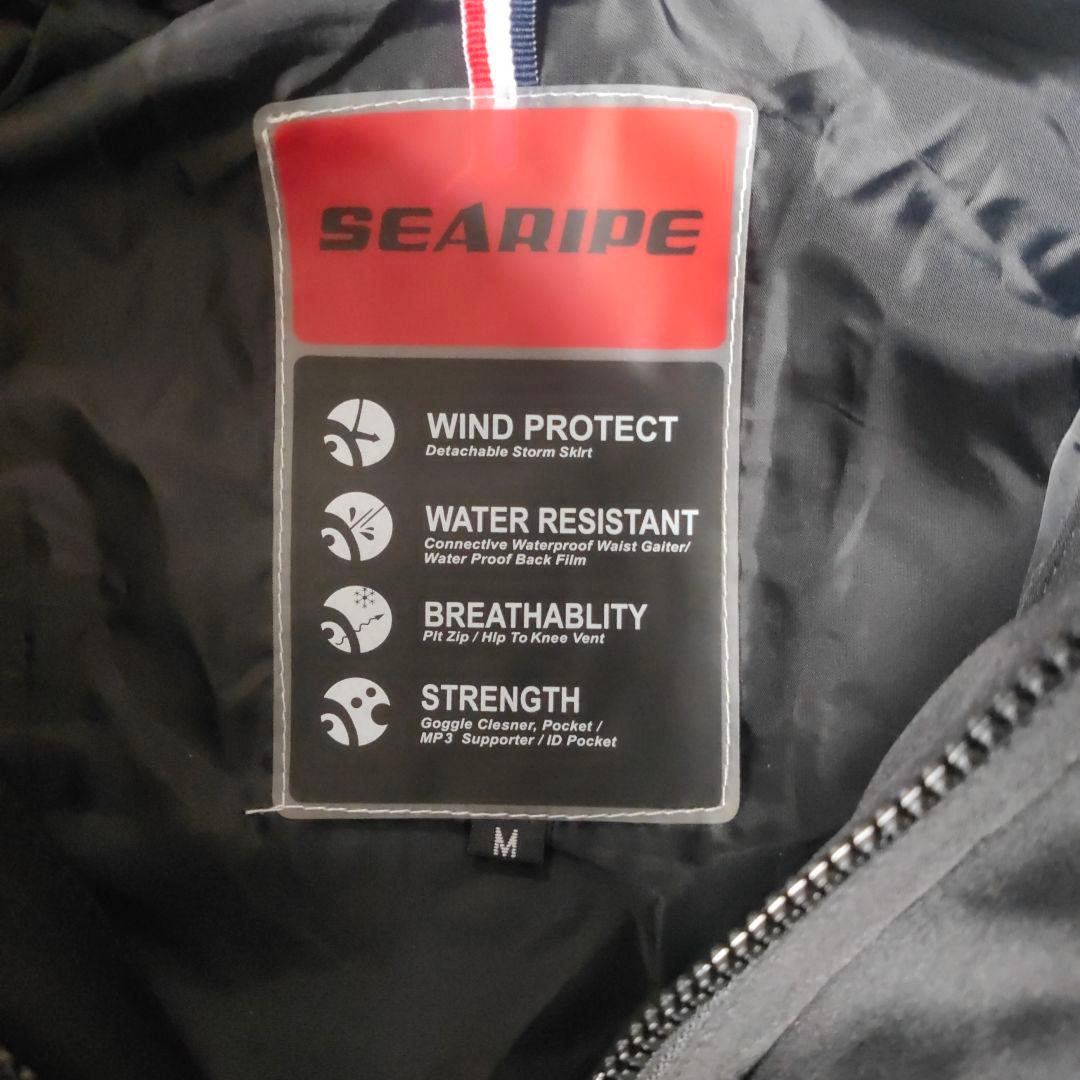 SEARIPE
WIND PROTECT
Detachable Storm Skirt
WATER RESISTANT
Connective Waterproof Waist Gaiter/
Water Proof Back Film
BREATHABLITY
Pit Zip / Hip To Knee Vent
STRENGTH
Goggle Clesner, Pocket /
MP3 Supporter / ID Pocket
M